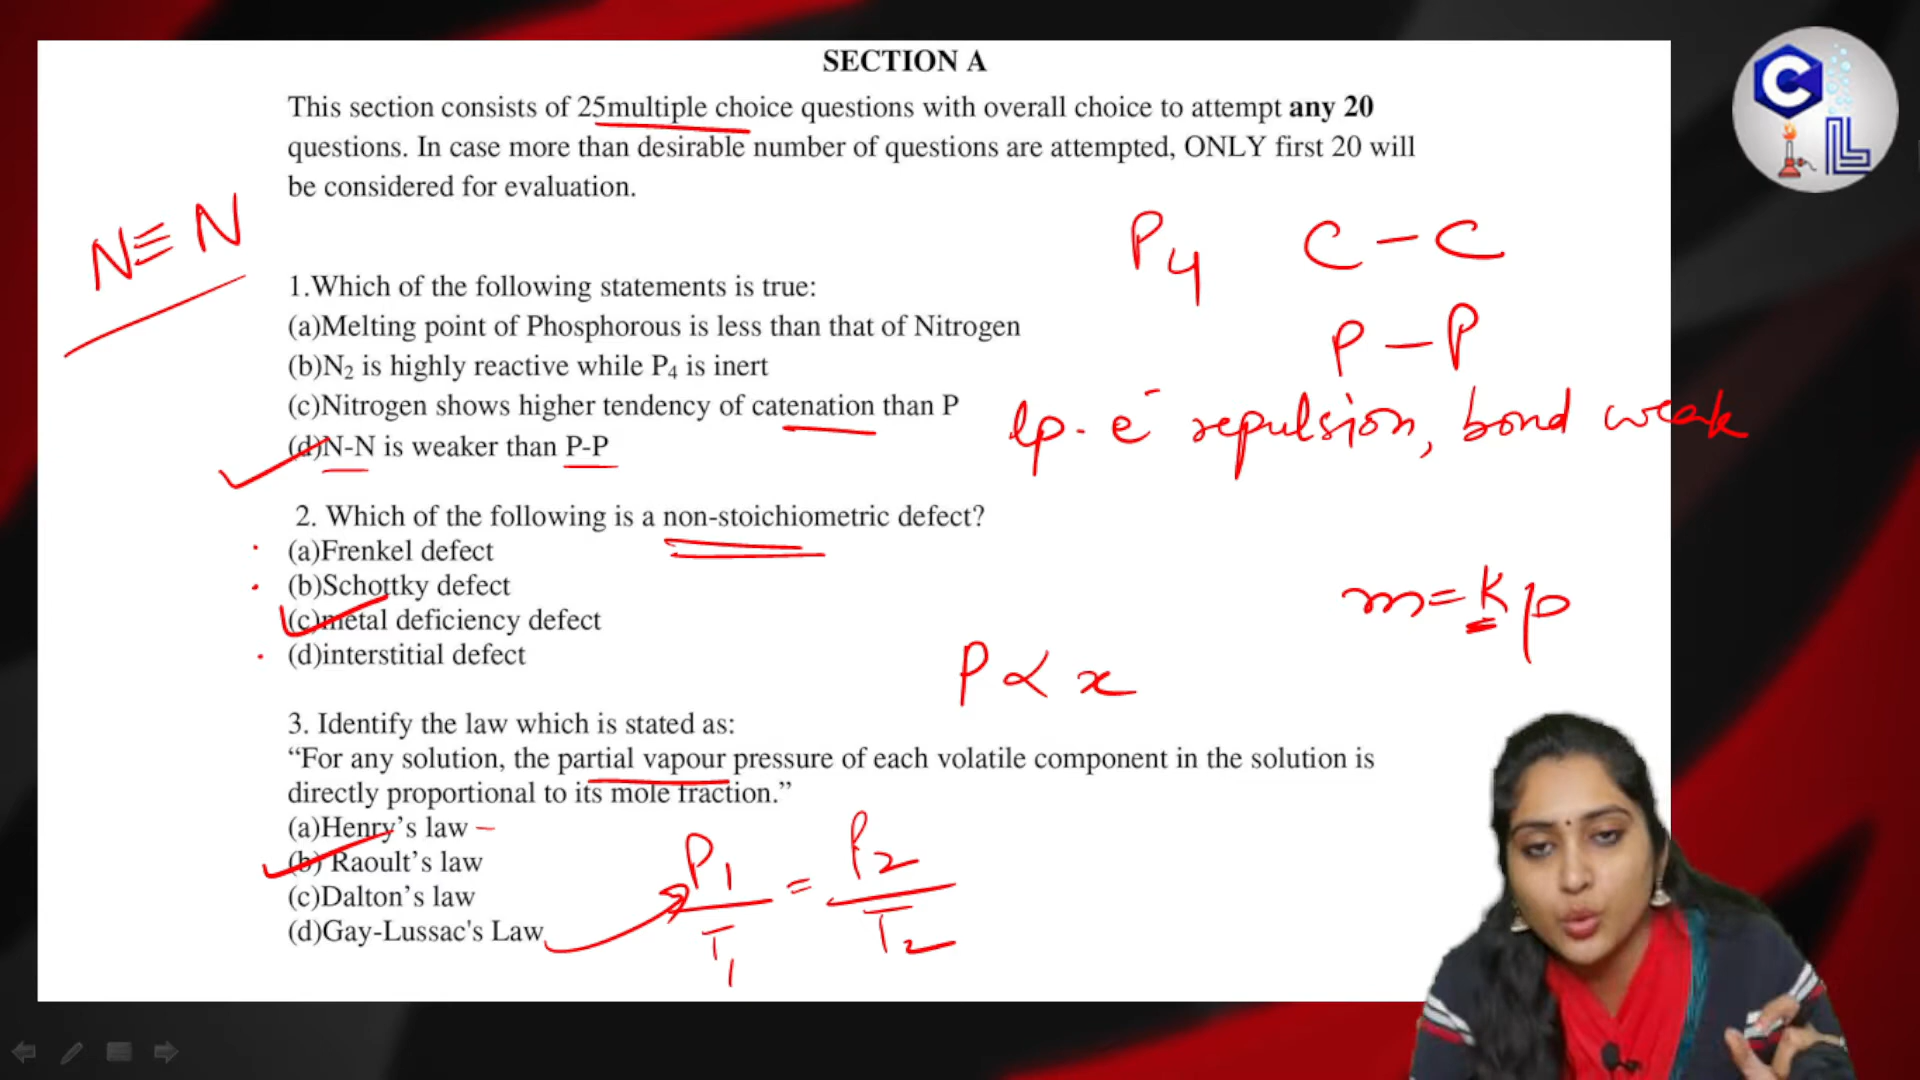 SECTION A
This section consists of 25multiple choice questions with overall choice to attempt any 20
questions. In case more than desirable number of questions are attempted, ONLY first 20 will
be considered for evaluation.
N≡N
P4 C-C
P-P
1.Which of the following statements is true:
(a)Melting point of Phosphorous is less than that of Nitrogen
(b)N2 is highly reactive while P4 is inert
(c)Nitrogen shows higher tendency of catenation than P
lp. e- repulsion, bond weak
(d)N-N is weaker than P-P
2. Which of the following is a non-stoichiometric defect?
(a)Frenkel defect
(b)Schottky defect
(c)metal deficiency defect
(d)interstitial defect
m=kp
P∝x
3. Identify the law which is stated as:
“For any solution, the partial vapour pressure of each volatile component in the solution is
directly proportional to its mole fraction.”
(a)Henry’s law
(b) Raoult’s law
(c)Dalton’s law
(d)Gay-Lussac's Law
P1/T1 = P2/T2
C L